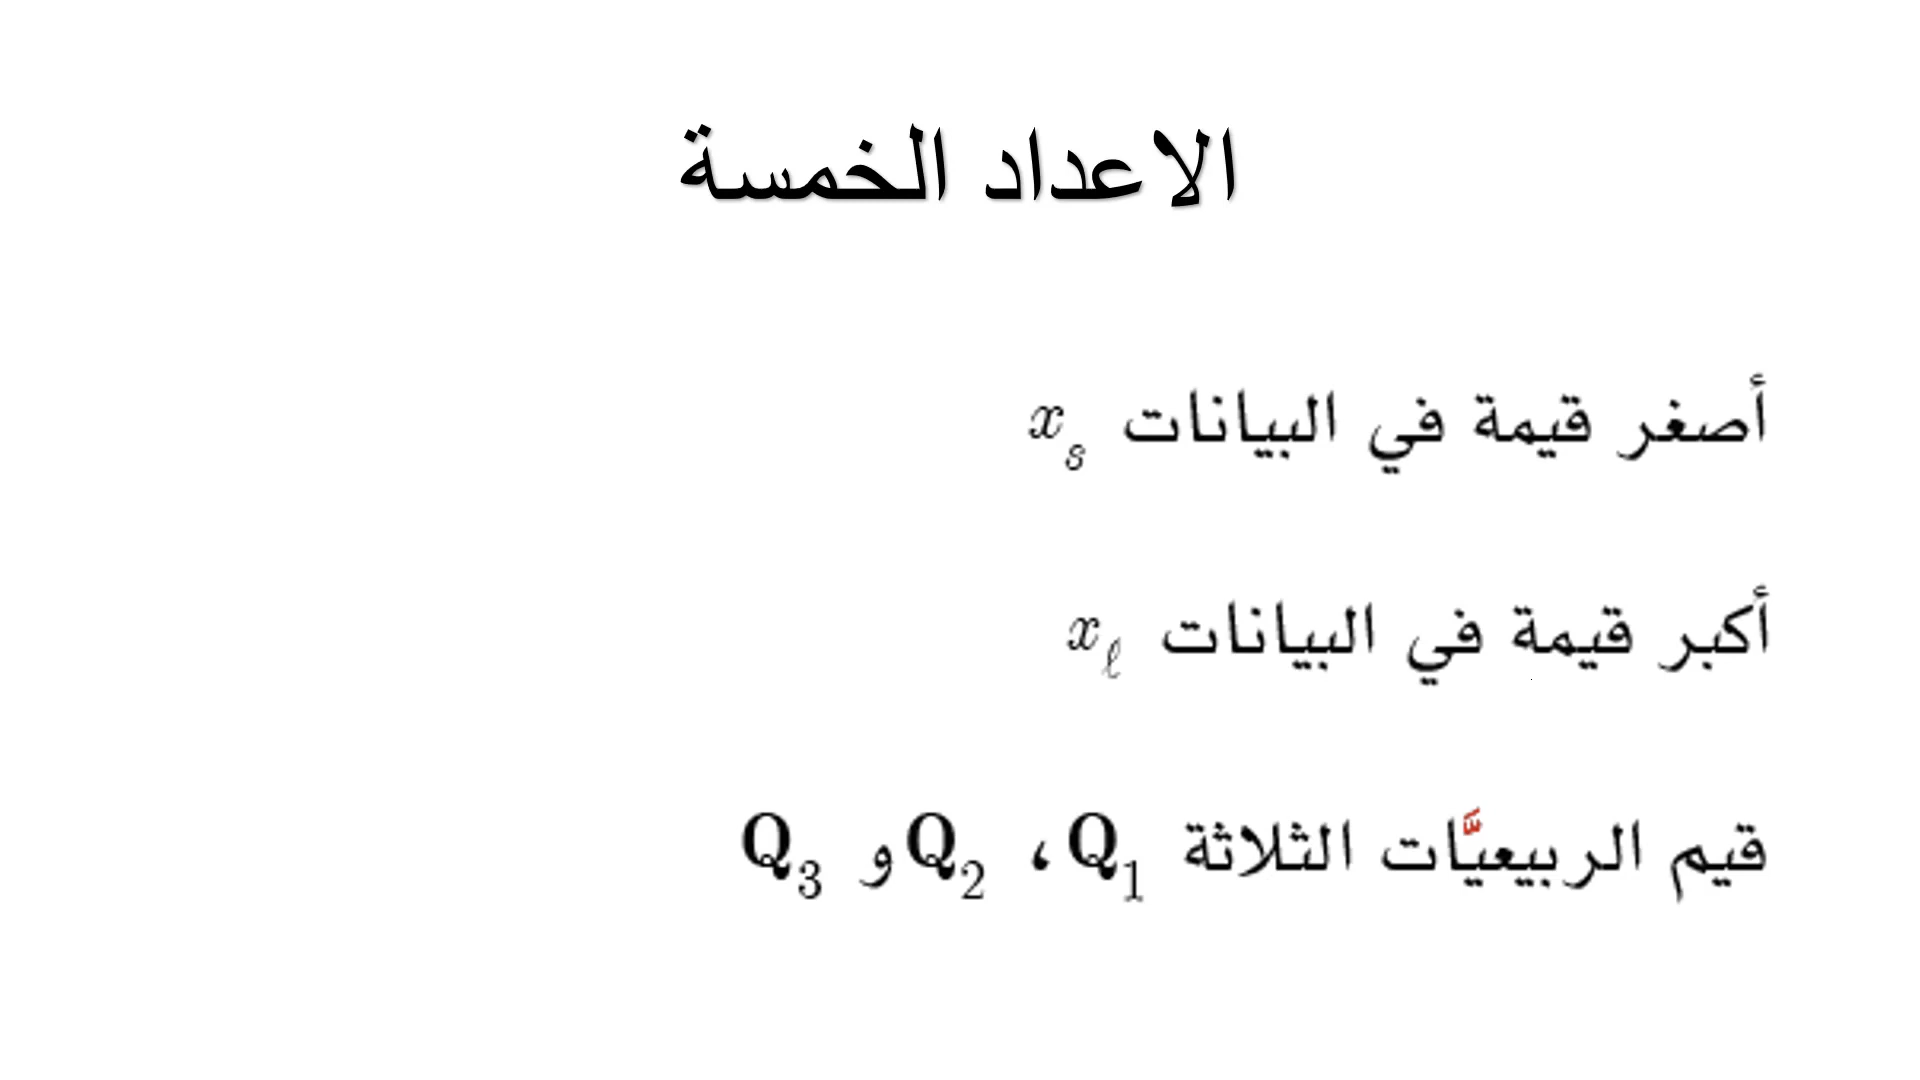 الاعداد الخمسة
أصغر قيمة في البيانات x_s
أكبر قيمة في البيانات x_ℓ
قيم الربيعيَّات الثلاثة Q_1 ، Q_2 و Q_3